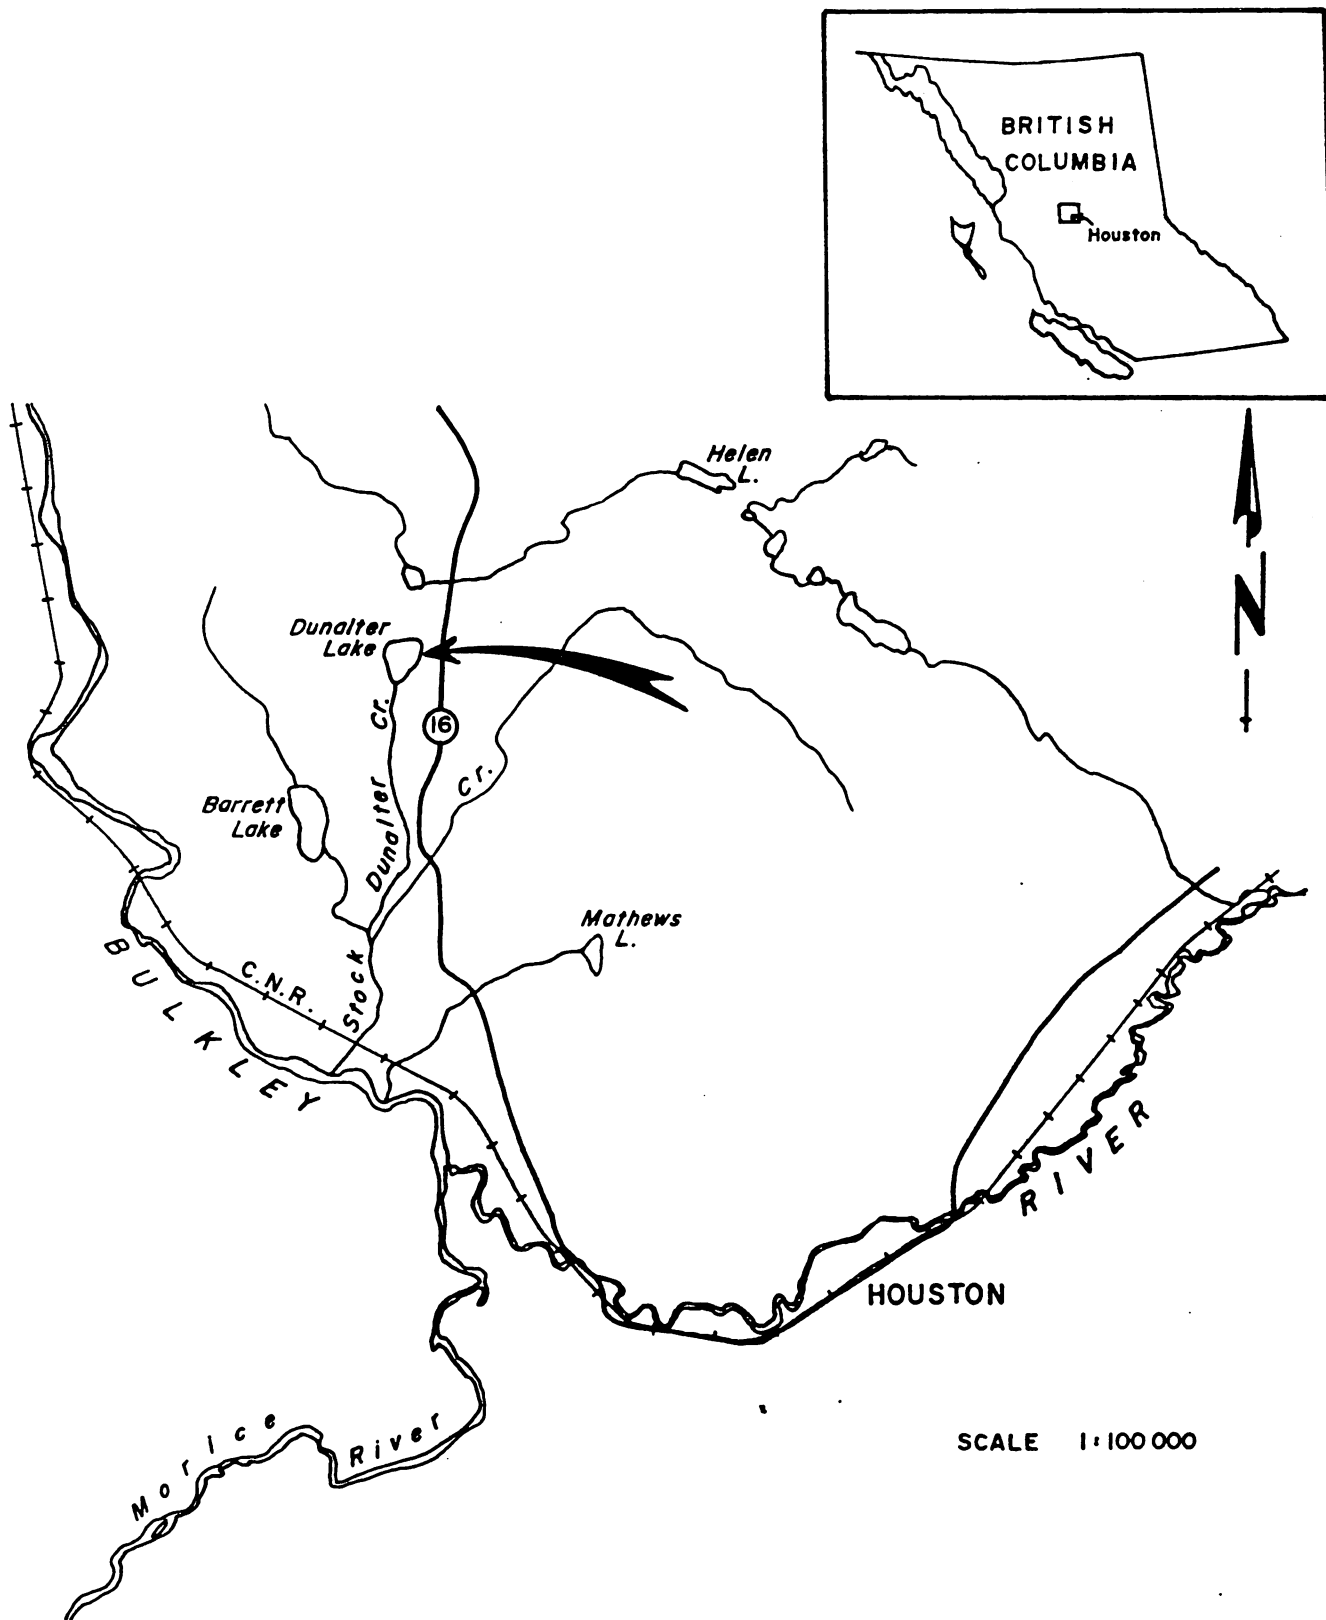 BRITISH
COLUMBIA
Houston
Helen
L.
N
Dunalter
Lake
Cr.
16
Cr.
Dunalter
Barrett
Lake
Mathews
L.
Stock
C.N.R.
BULKLEY
RIVER
HOUSTON
Morice River
SCALE 1:100 000